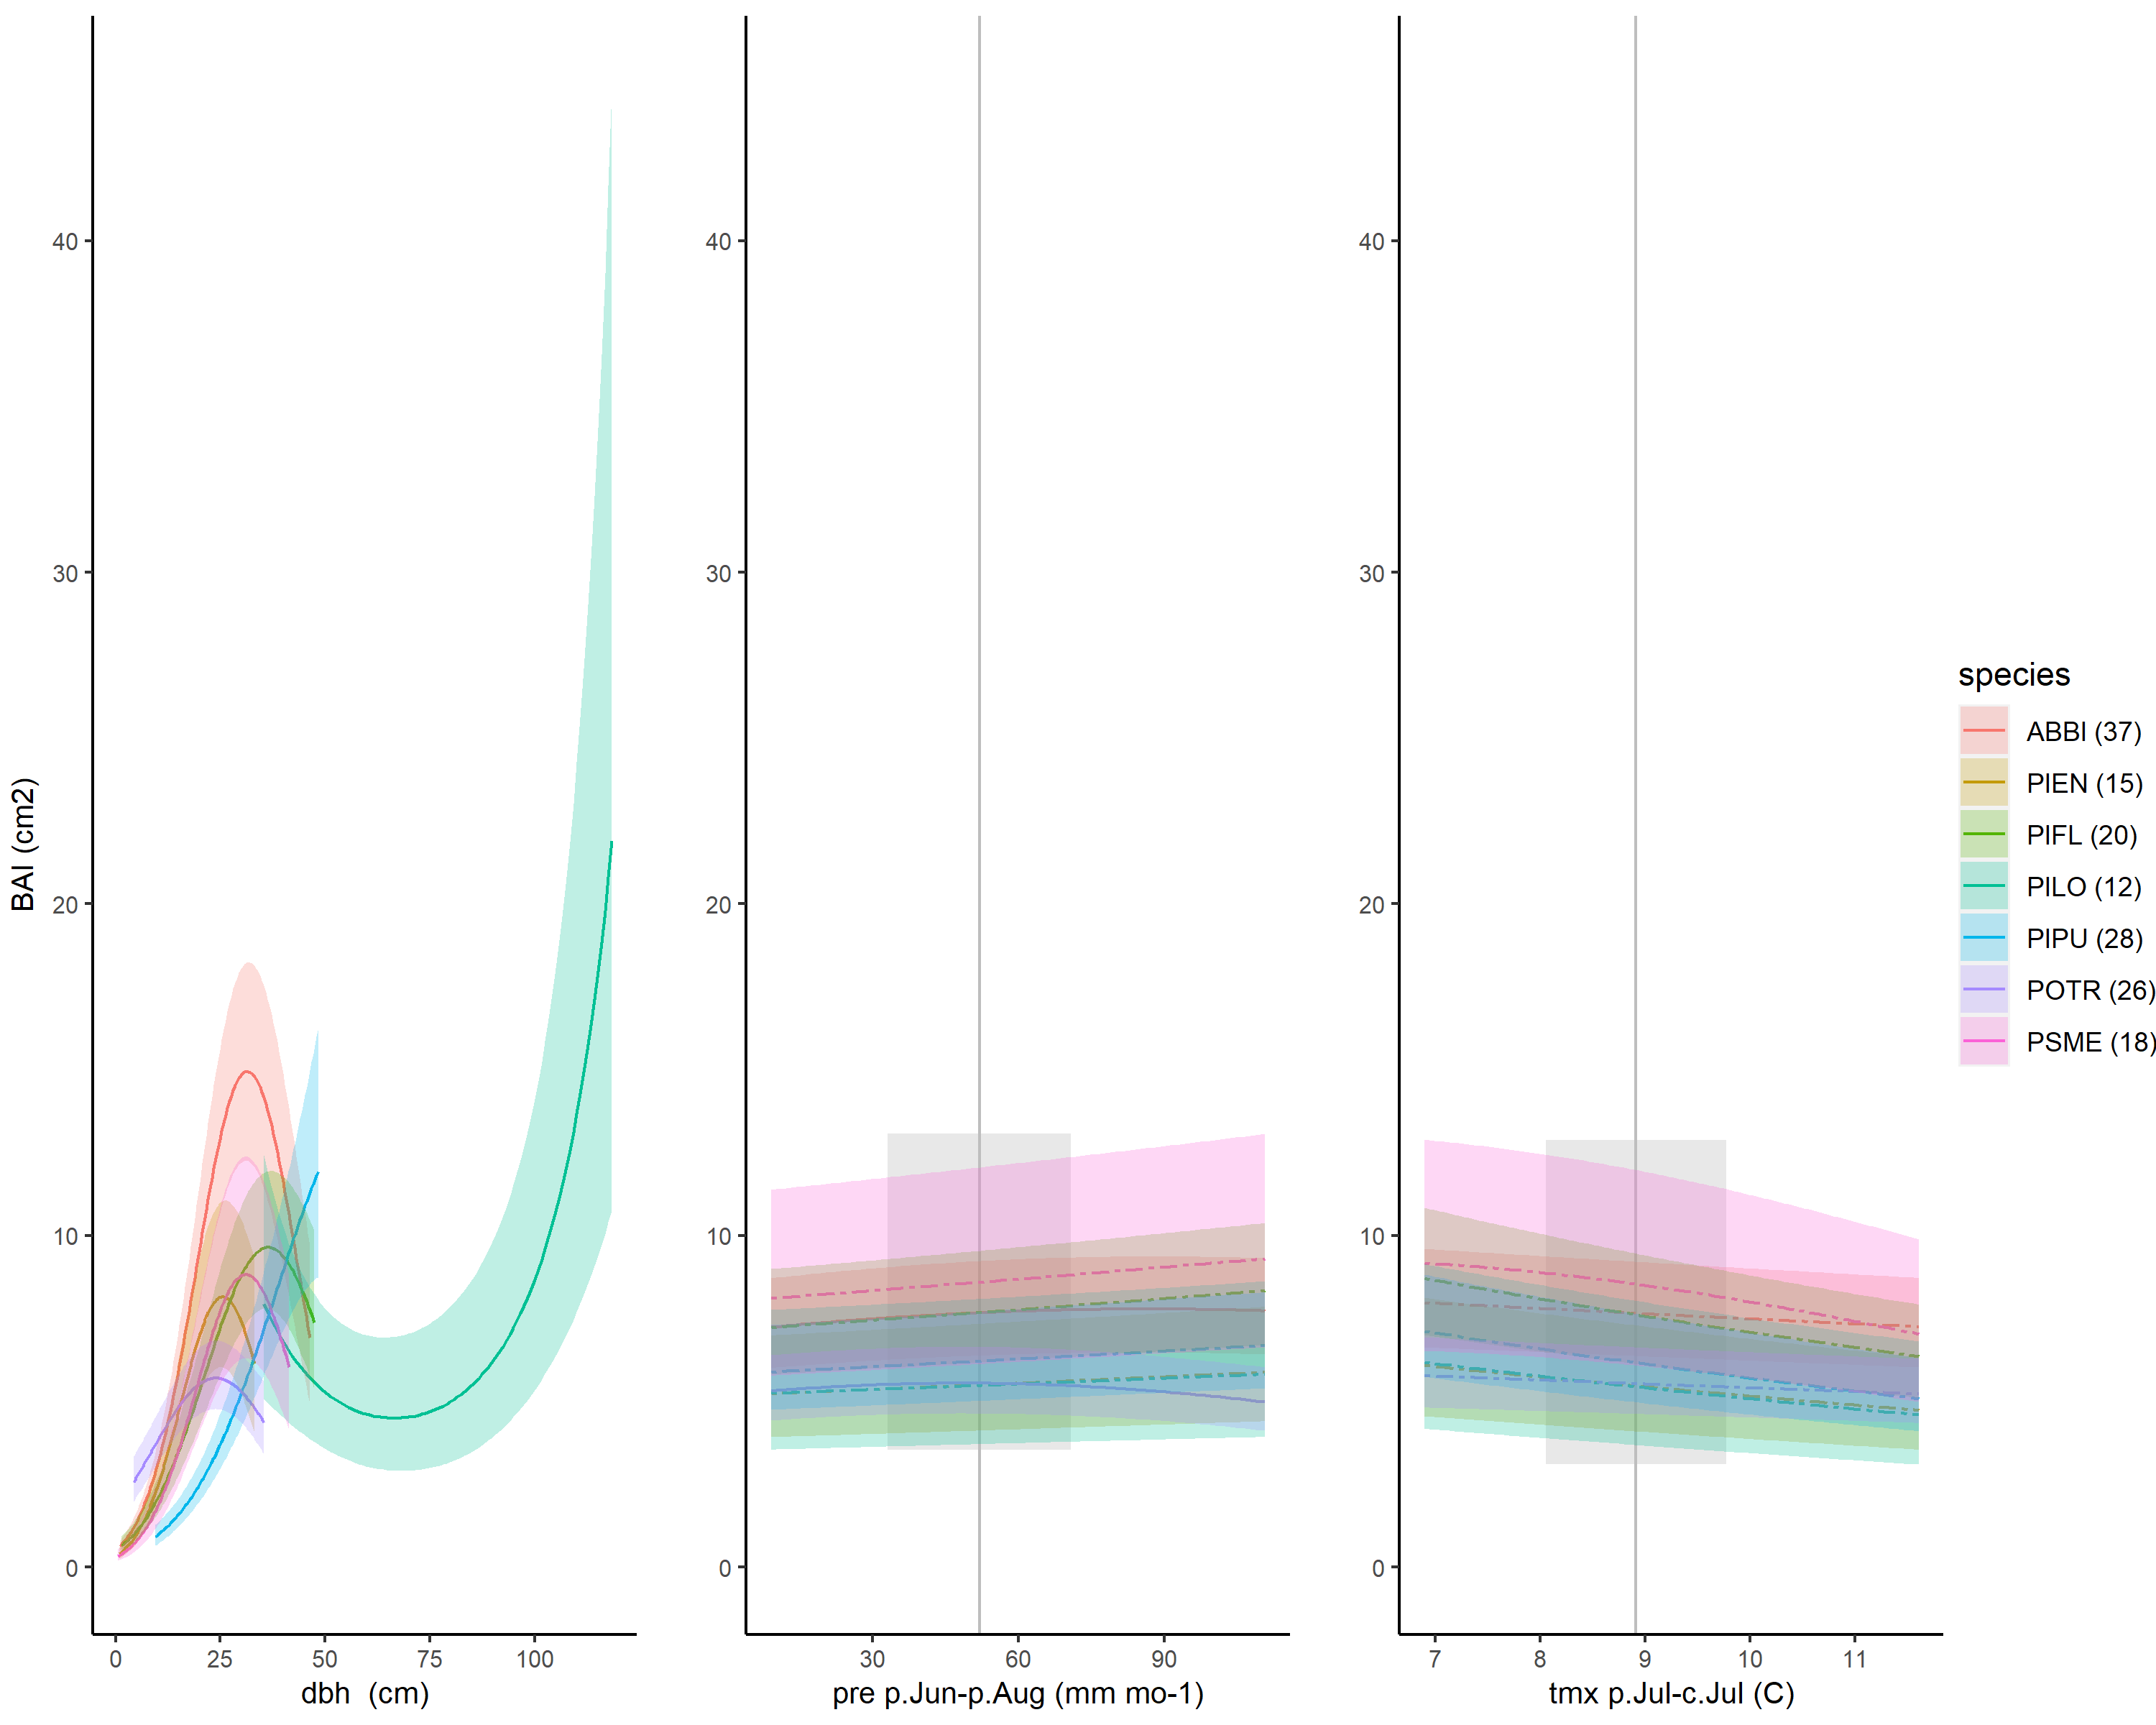 BAI (cm2)
40
30
20
10
0
0 25 50 75 100
dbh (cm)
40
30
20
10
0
30 60 90
pre p.Jun-p.Aug (mm mo-1)
40
30
20
10
0
7 8 9 10 11
tmx p.Jul-c.Jul (C)
species
ABBI (37)
PIEN (15)
PIFL (20)
PILO (12)
PIPU (28)
POTR (26)
PSME (18)